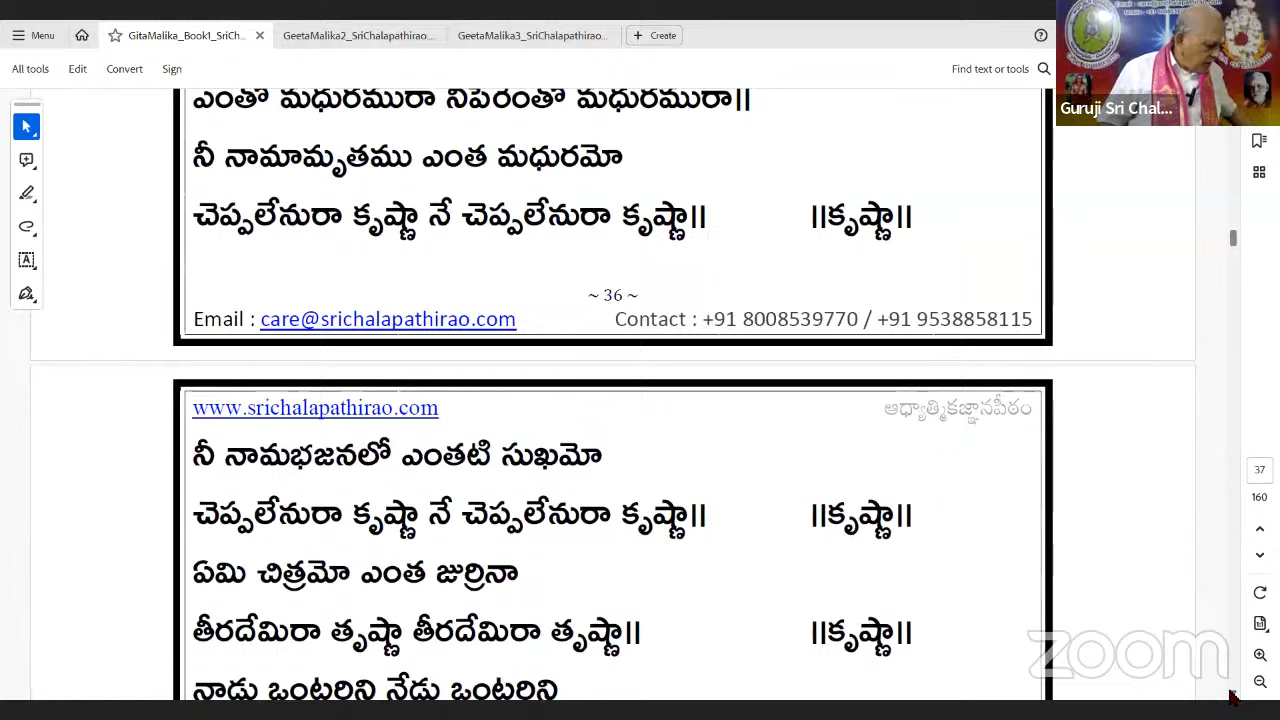 Menu
GitaMalika_Book1_SriCh...
GeetaMalika2_SriChalapathirao...
GeetaMalika3_SriChalapathirao...
Create
All tools
Edit
Convert
Sign
Find text or tools
Guruji Sri Chal...
ఎంతో మధురమురా నీపేరెంతో మధురమురా॥
నీ నామామృతము ఎంత మధురమో
చెప్పలేనురా కృష్ణా నే చెప్పలేనురా కృష్ణా॥ ॥కృష్ణా॥
~ 36 ~
Email : care@srichalapathirao.com Contact : +91 8008539770 / +91 9538858115
www.srichalapathirao.com ఆధ్యాత్మికజ్ఞానపీఠం
నీ నామభజనలో ఎంతటి సుఖమో
చెప్పలేనురా కృష్ణా నే చెప్పలేనురా కృష్ణా॥ ॥కృష్ణా॥
ఏమి చిత్రమో ఎంత జుర్రినా
తీరదేమిరా తృష్ణా తీరదేమిరా తృష్ణా॥ ॥కృష్ణా॥
నాడు ఒంటరిని నేడు ఒంటరిని
37
160
zoom